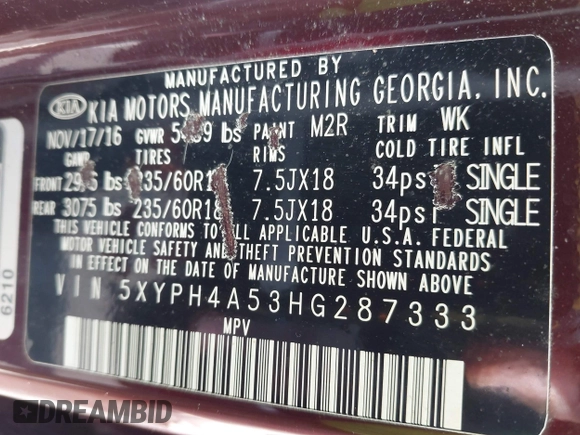 MANUFACTURED BY
KIA KIA MOTORS MANUFACTURING GEORGIA, INC.
NOV/17/16 GVWR lbs PAINT M2R TRIM WK
GAWR TIRES RIMS COLD TIRE INFL
FRONT lbs 7.5JX18 34psi SINGLE
REAR 3075 lbs 235/60R18 7.5JX18 34psi SINGLE
THIS VEHICLE CONFORMS TO ALL APPLICABLE U.S.A. FEDERAL
MOTOR VEHICLE SAFETY AND THEFT PREVENTION STANDARDS
IN EFFECT ON THE DATE OF MANUFACTURE SHOWN ABOVE.
VIN 5XYPH4A53HG287333
MPV
6210
DREAMBID